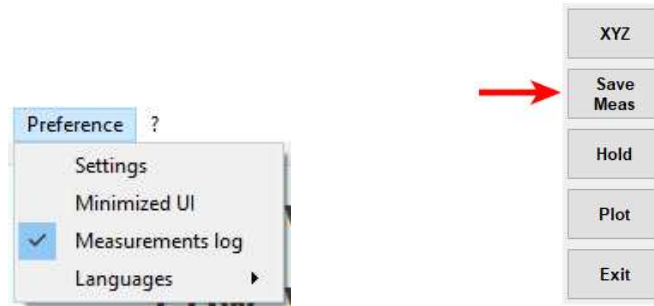 Preference ?
Settings
Minimized UI
Measurements log
Languages
XYZ
Save
Meas
Hold
Plot
Exit